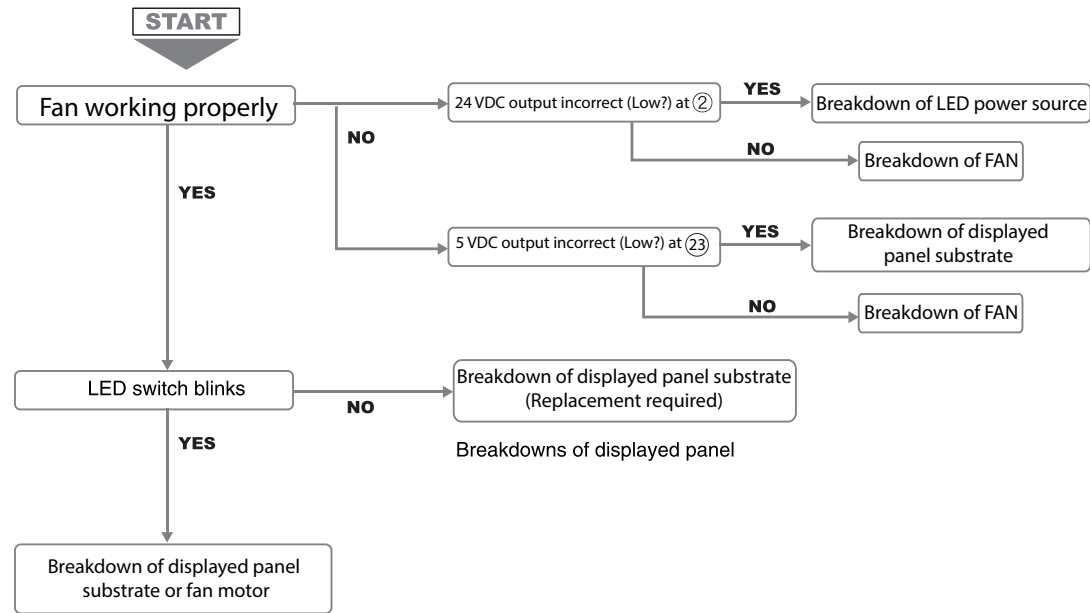 START
Fan working properly
24 VDC output incorrect (Low?) at ②
YES
Breakdown of LED power source
NO
NO
Breakdown of FAN
YES
5 VDC output incorrect (Low?) at ㉓
YES
Breakdown of displayed
panel substrate
NO
Breakdown of FAN
LED switch blinks
NO
Breakdown of displayed panel substrate
(Replacement required)
YES
Breakdowns of displayed panel
Breakdown of displayed panel
substrate or fan motor